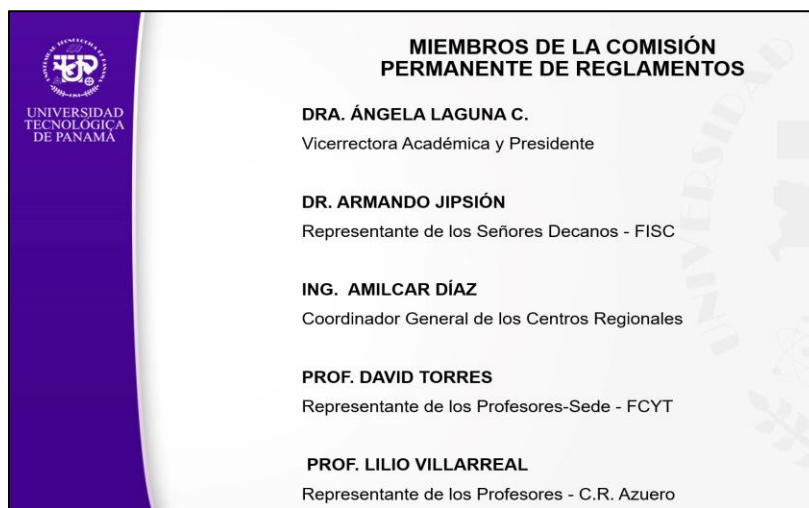 UNIVERSIDAD
TECNOLÓGICA
DE PANAMÁ
MIEMBROS DE LA COMISIÓN
PERMANENTE DE REGLAMENTOS
DRA. ÁNGELA LAGUNA C.
Vicerrectora Académica y Presidente
DR. ARMANDO JIPSIÓN
Representante de los Señores Decanos - FISC
ING. AMILCAR DÍAZ
Coordinador General de los Centros Regionales
PROF. DAVID TORRES
Representante de los Profesores-Sede - FCYT
PROF. LILIO VILLARREAL
Representante de los Profesores - C.R. Azuero
UNIVERSIDAD